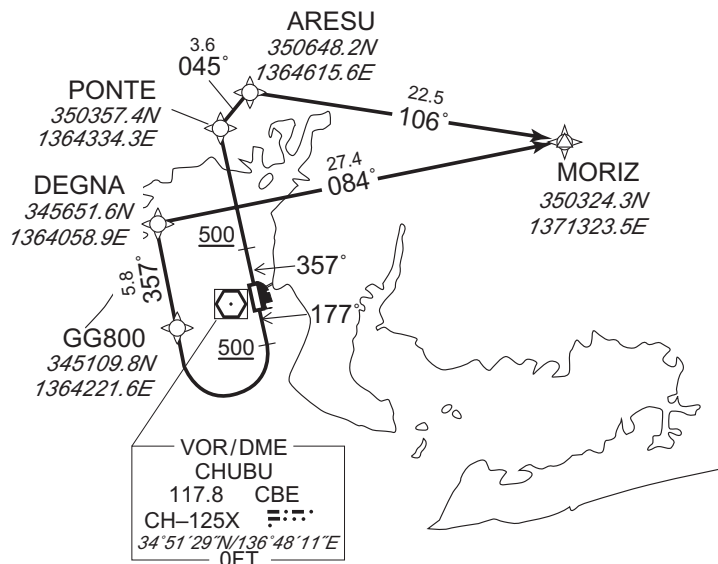 ARESU
350648.2N
1364615.6E
3.6
045°
PONTE
350357.4N
1364334.3E
22.5
106°
MORIZ
350324.3N
1371323.5E
27.4
084°
DEGNA
345651.6N
1364058.9E
500
357°
5.8
357°
177°
GG800
345109.8N
1364221.6E
500
VOR/DME
CHUBU
117.8 CBE
CH–125X
34°51´29˝N/136°48´11˝E
0FT